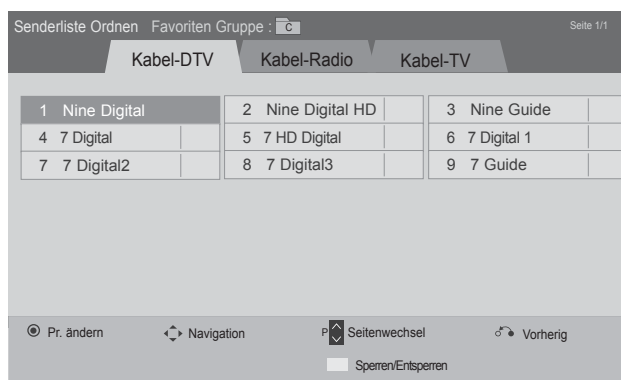 Senderliste Ordnen Favoriten Gruppe : C Seite 1/1
Kabel-DTV Kabel-Radio Kabel-TV
1 Nine Digital 2 Nine Digital HD 3 Nine Guide
4 7 Digital 5 7 HD Digital 6 7 Digital 1
7 7 Digital2 8 7 Digital3 9 7 Guide
Pr. ändern Navigation P Seitenwechsel Vorherig
Sperren/Entsperren